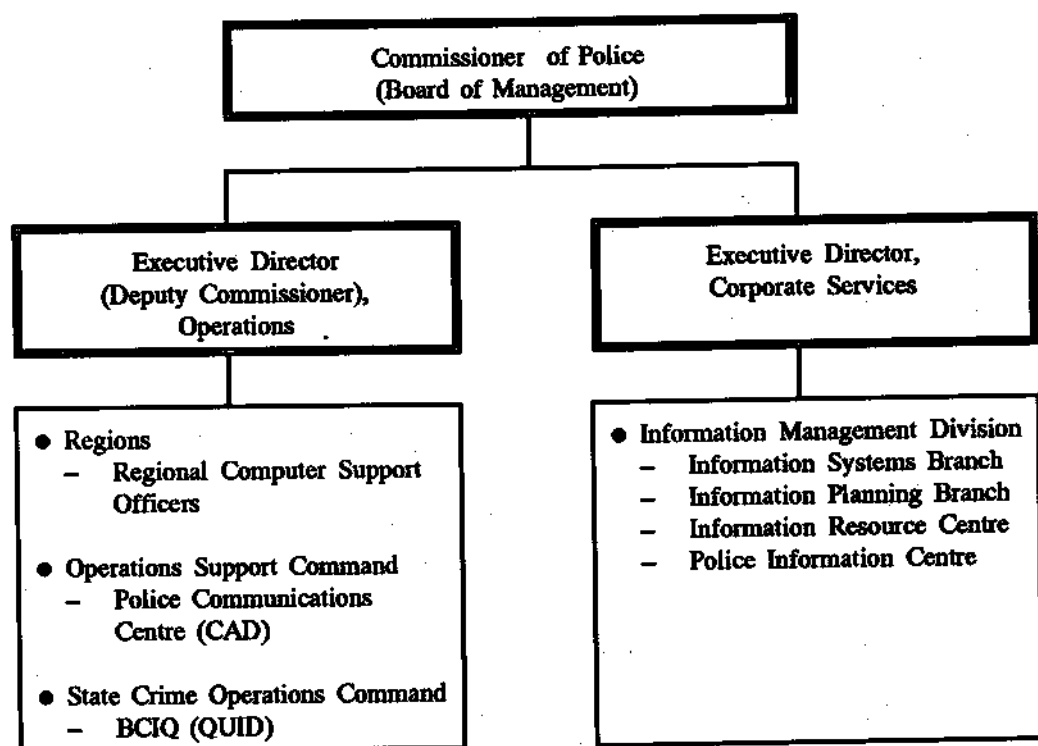 Commissioner of Police
(Board of Management)
Executive Director
(Deputy Commissioner),
Operations
Executive Director,
Corporate Services
● Regions
– Regional Computer Support
Officers
● Operations Support Command
– Police Communications
Centre (CAD)
● State Crime Operations Command
– BCIQ (QUID)
● Information Management Division
– Information Systems Branch
– Information Planning Branch
– Information Resource Centre
– Police Information Centre